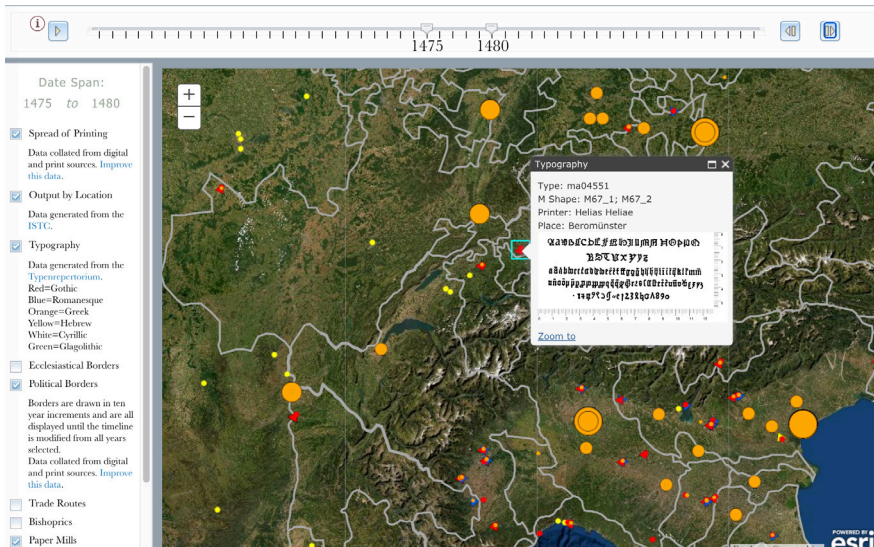 i
1475 1480
Date Span:
1475 to 1480
Spread of Printing
Data collated from digital
and print sources. Improve
this data.
Output by Location
Data generated from the
ISTC.
Typography
Data generated from the
Typenrepertorium.
Red=Gothic
Blue=Romanesque
Orange=Greek
Yellow=Hebrew
White=Cyrillic
Green=Glagolithic
Ecclesiastical Borders
Political Borders
Borders are drawn in ten
year increments and are all
displayed until the timeline
is modified from all years
selected.
Data collated from digital
and print sources. Improve
this data.
Trade Routes
Bishoprics
Paper Mills
+
−
Typography
Type: ma04551
M Shape: M67_1; M67_2
Printer: Helias Heliae
Place: Beromünster
Zoom to
POWERED BY
esri